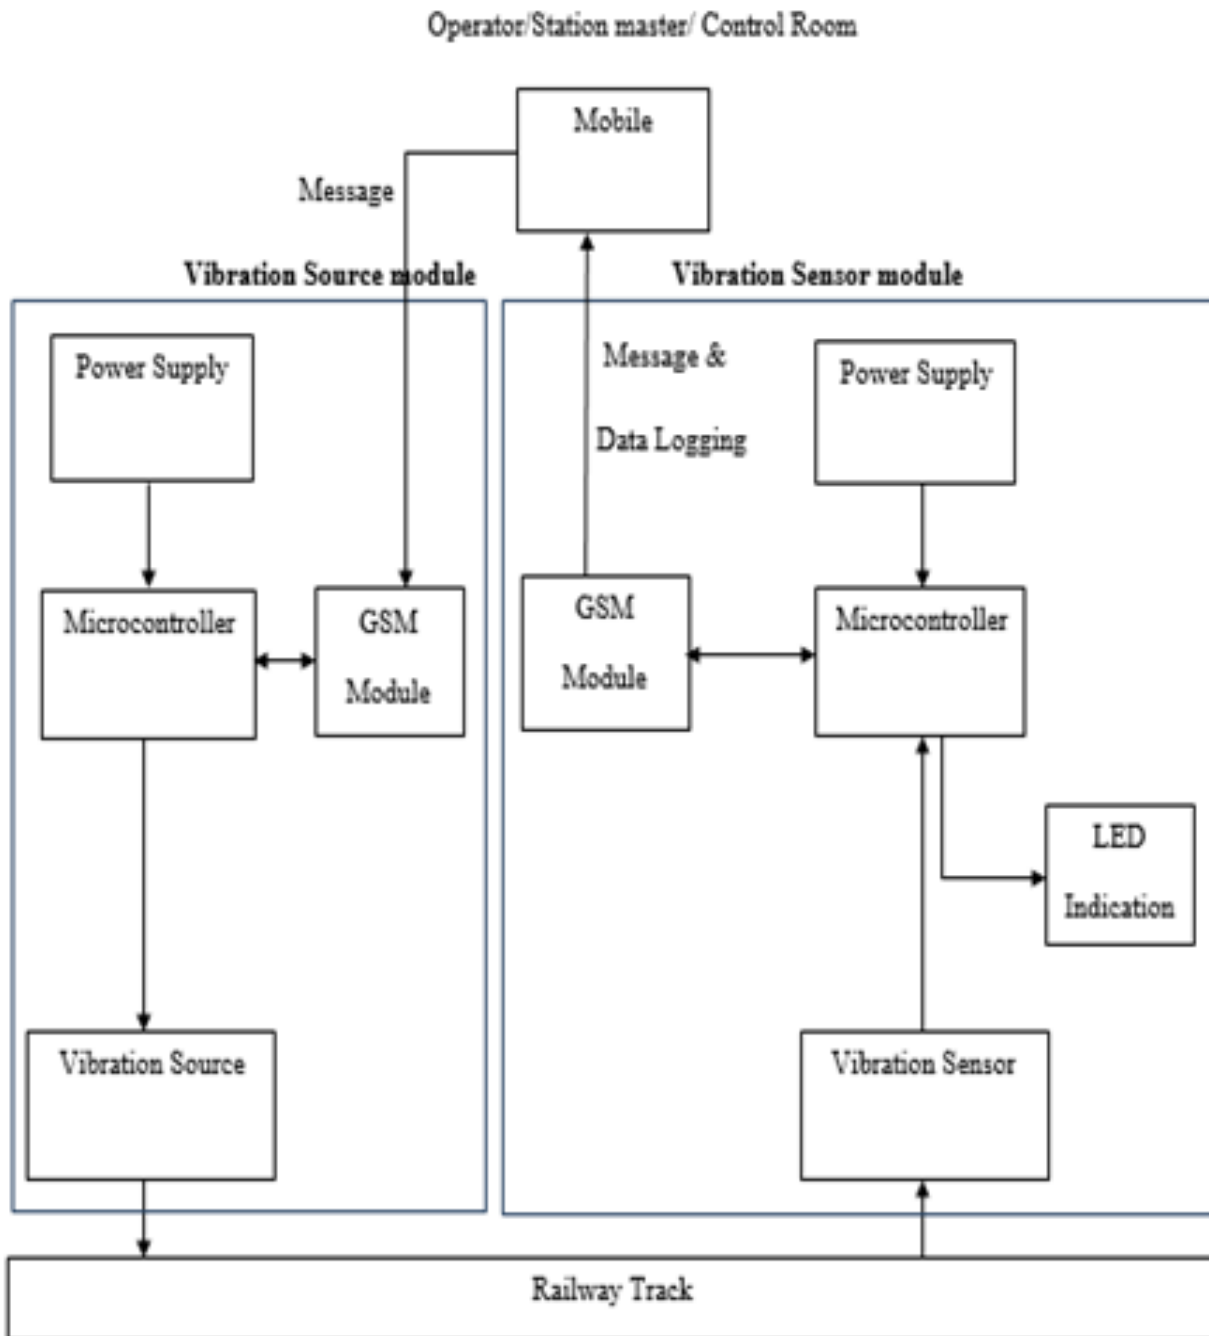 Operator/Station master/ Control Room
Mobile
Message
Vibration Source module
Vibration Sensor module
Power Supply
Message &
Data Logging
Power Supply
Microcontroller
GSM
Module
GSM
Module
Microcontroller
LED
Indication
Vibration Source
Vibration Sensor
Railway Track